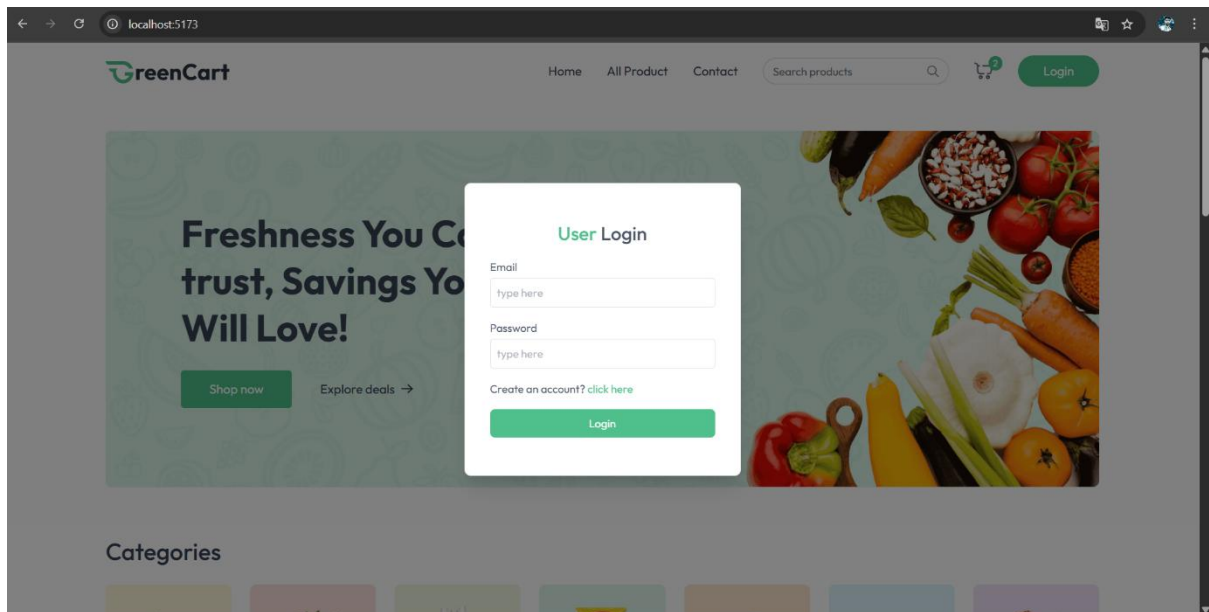 localhost:5173
GreenCart
Home All Product Contact Search products 2 Login
Freshness You Ca
trust, Savings Yo
Will Love!
Shop now Explore deals →
User Login
Email
type here
Password
type here
Create an account? click here
Login
Categories